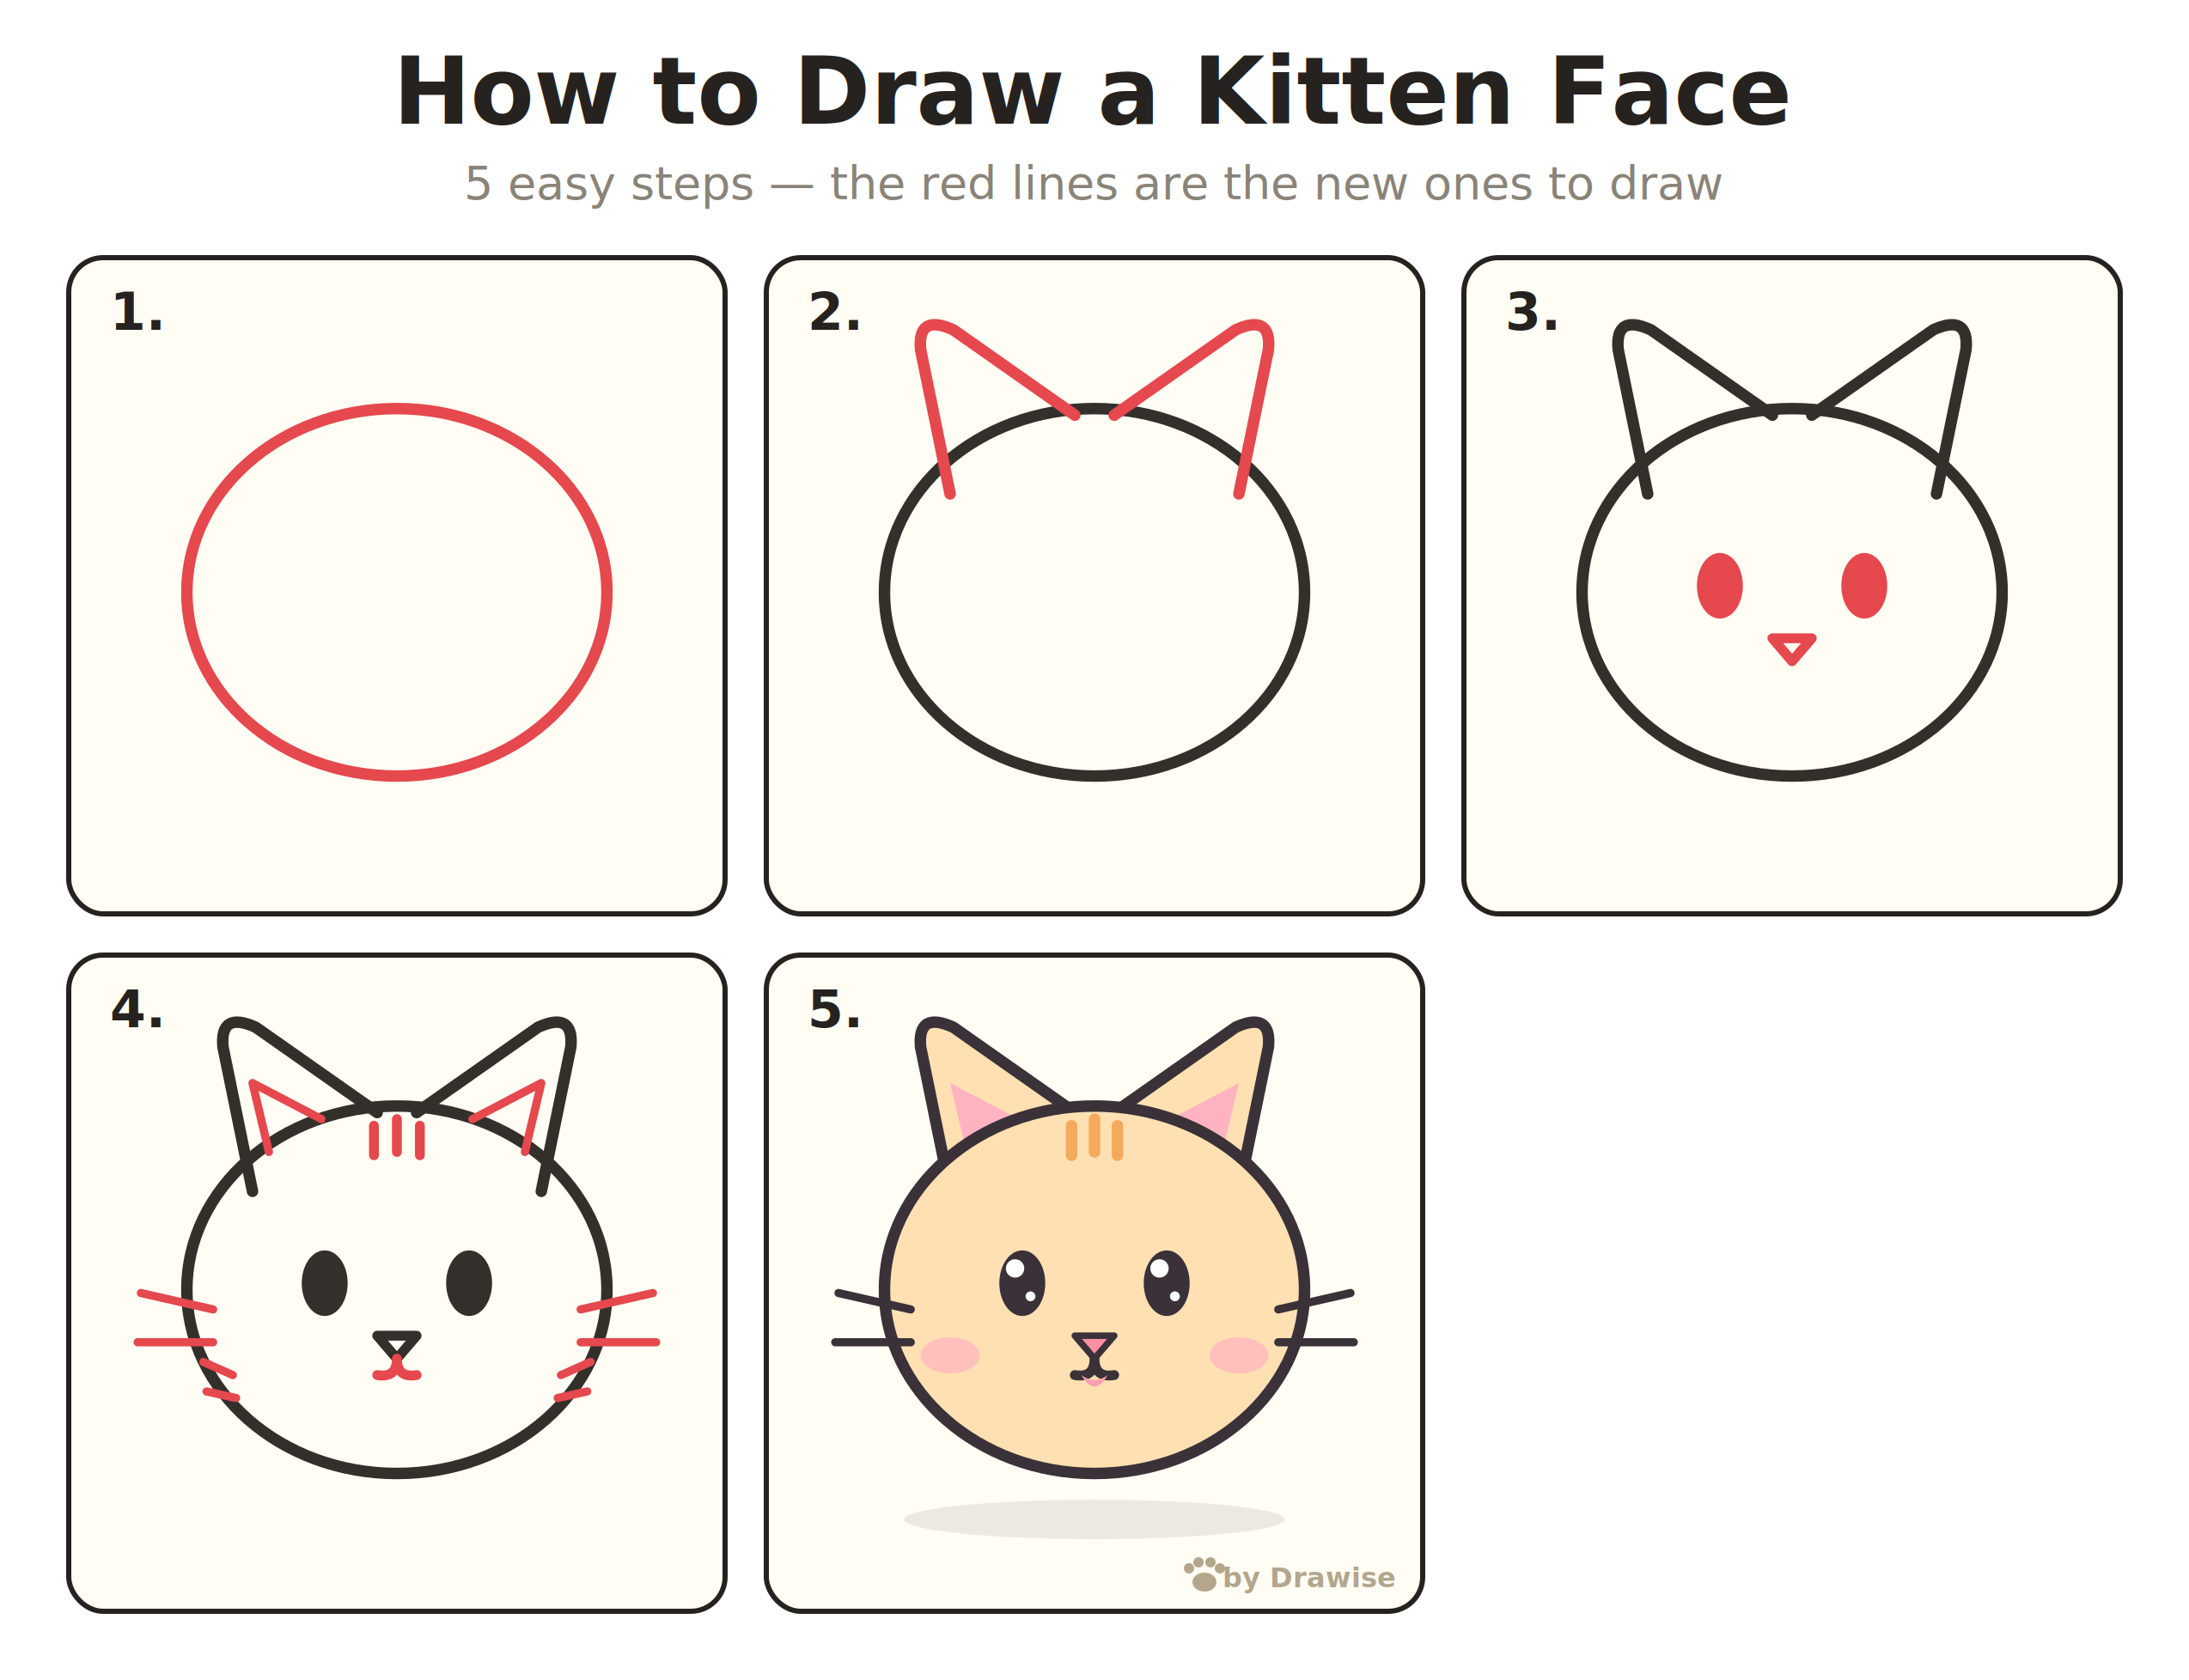 How to Draw a Kitten Face
5 easy steps — the red lines are the new ones to draw
1.
2.
3.
4.
5.
by Drawise